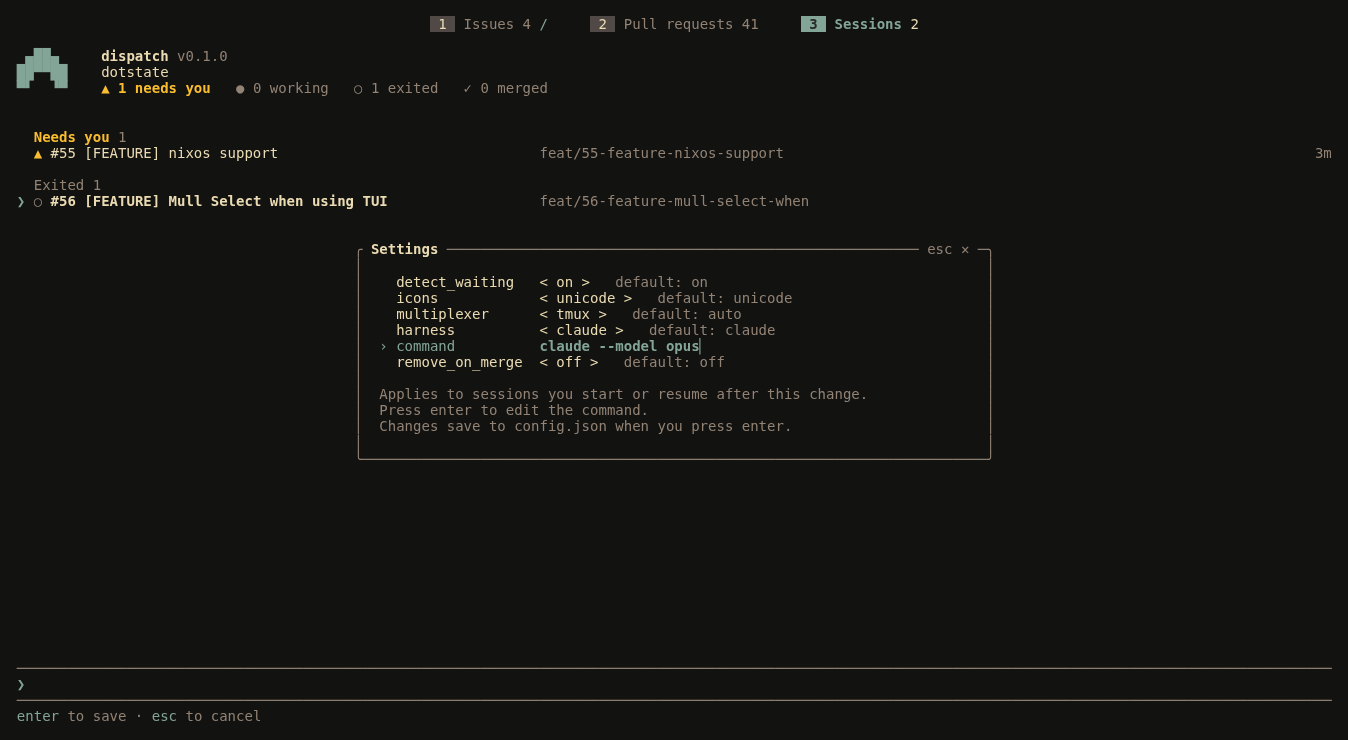 1 Issues 4 / 2 Pull requests 41 3 Sessions 2
dispatch v0.1.0
dotstate
▲ 1 needs you ● 0 working ○ 1 exited ✓ 0 merged
Needs you 1
▲ #55 [FEATURE] nixos support feat/55-feature-nixos-support 3m
Exited 1
❯ ○ #56 [FEATURE] Mull Select when using TUI feat/56-feature-mull-select-when
Settings esc ×
detect_waiting < on > default: on
icons < unicode > default: unicode
multiplexer < tmux > default: auto
harness < claude > default: claude
› command claude --model opus
remove_on_merge < off > default: off
Applies to sessions you start or resume after this change.
Press enter to edit the command.
Changes save to config.json when you press enter.
❯
enter to save · esc to cancel